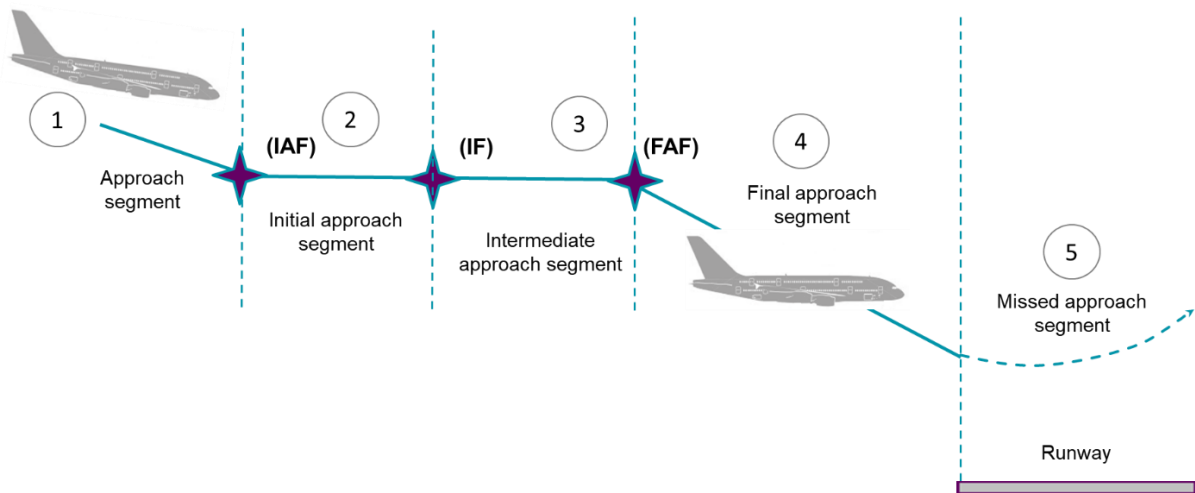 1
Approach
segment
(IAF)
2
Initial approach
segment
(IF)
3
Intermediate
approach segment
(FAF)
4
Final approach
segment
5
Missed approach
segment
Runway